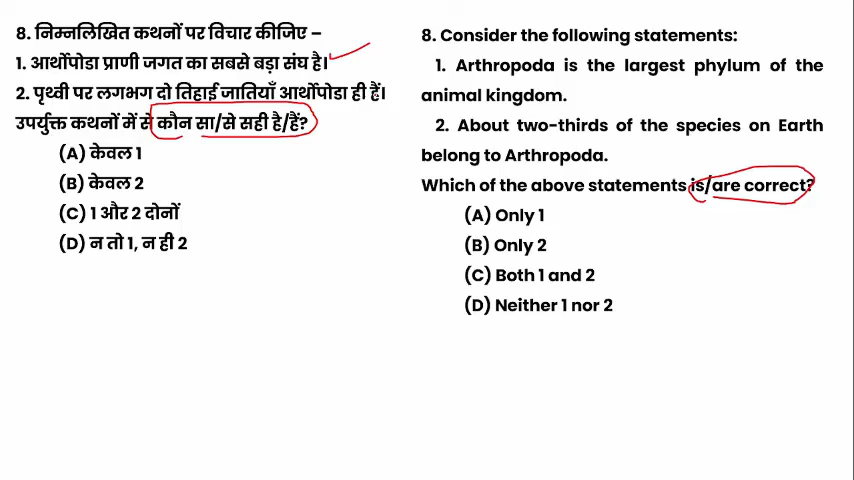 8. निम्नलिखित कथनों पर विचार कीजिए –
1. आर्थोपोडा प्राणी जगत का सबसे बड़ा संघ है।
2. पृथ्वी पर लगभग दो तिहाई जातियाँ आर्थोपोडा ही हैं।
उपर्युक्त कथनों में से कौन सा/से सही है/हैं?
(A) केवल 1
(B) केवल 2
(C) 1 और 2 दोनों
(D) न तो 1, न ही 2
8. Consider the following statements:
1. Arthropoda is the largest phylum of the
animal kingdom.
2. About two-thirds of the species on Earth
belong to Arthropoda.
Which of the above statements is/are correct?
(A) Only 1
(B) Only 2
(C) Both 1 and 2
(D) Neither 1 nor 2